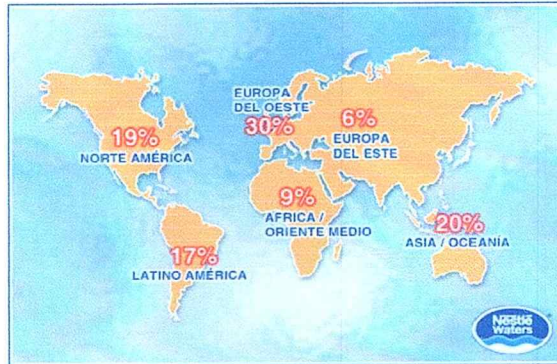 EUROPA
DEL OESTE
30%
6%
EUROPA
DEL ESTE
19%
NORTE AMÉRICA
9%
AFRICA /
ORIENTE MEDIO
20%
ASIA / OCEANÍA
17%
LATINO AMÉRICA
Nestlé
Waters